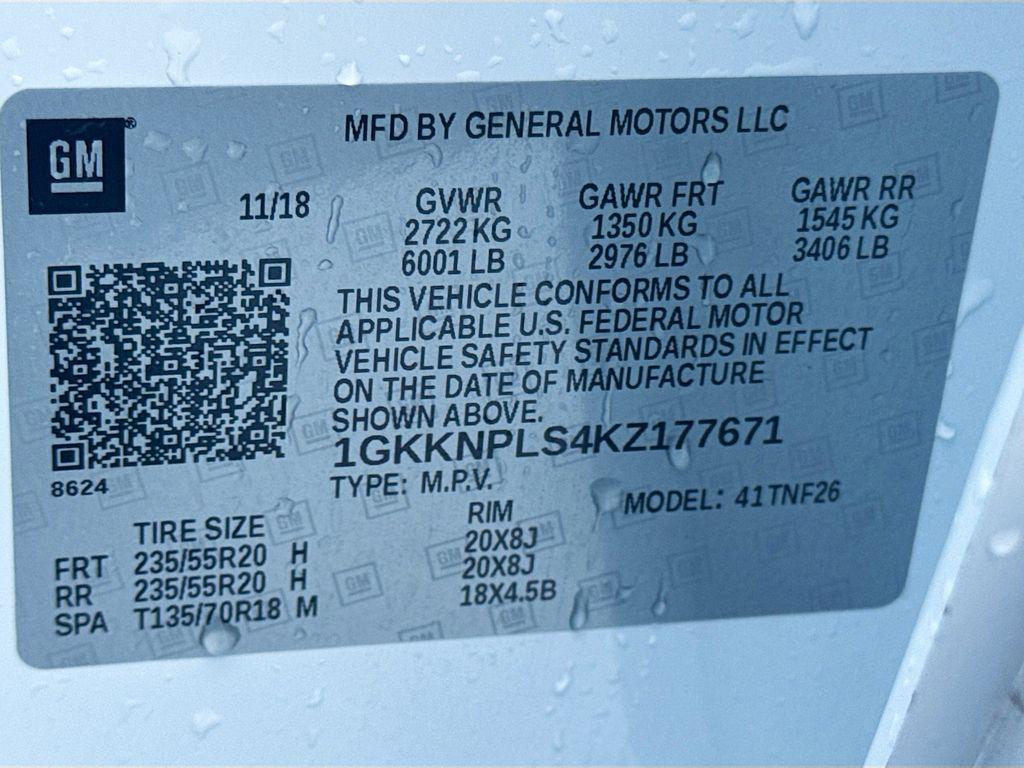 GM ®
MFD BY GENERAL MOTORS LLC
11/18 GVWR GAWR FRT GAWR RR
2722 KG 1350 KG 1545 KG
6001 LB 2976 LB 3406 LB
THIS VEHICLE CONFORMS TO ALL
APPLICABLE U.S. FEDERAL MOTOR
VEHICLE SAFETY STANDARDS IN EFFECT
ON THE DATE OF MANUFACTURE
SHOWN ABOVE.
1GKKNPLS4KZ177671
8624
TYPE: M.P.V. MODEL: 41TNF26
TIRE SIZE RIM
FRT 235/55R20 H 20X8J
RR 235/55R20 H 20X8J
SPA T135/70R18 M 18X4.5B